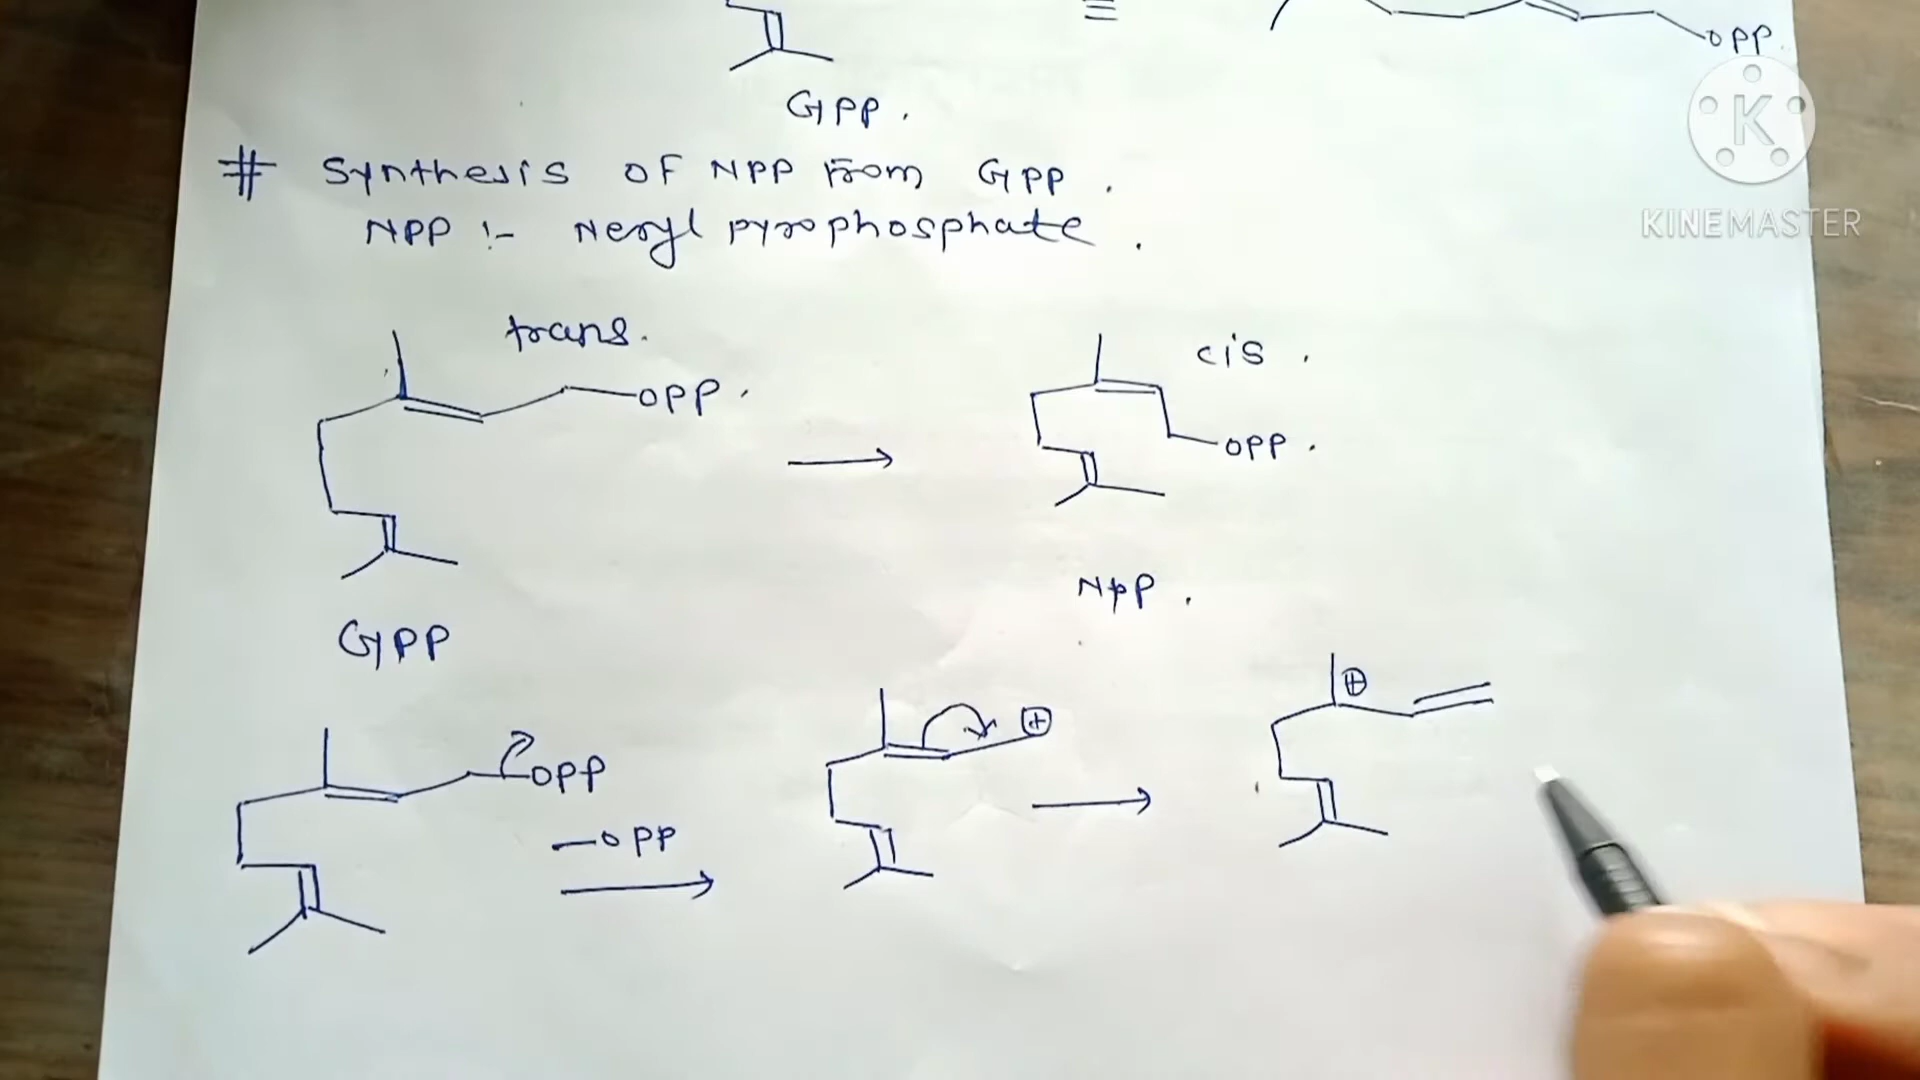 OPP.
GPP.
K
KINEMASTER
# Synthesis of NPP From GPP.
NPP :- Neryl pyrophosphate.
trans.
cis.
OPP.
OPP.
NPP.
GPP
⊕
⊕
OPP
—OPP